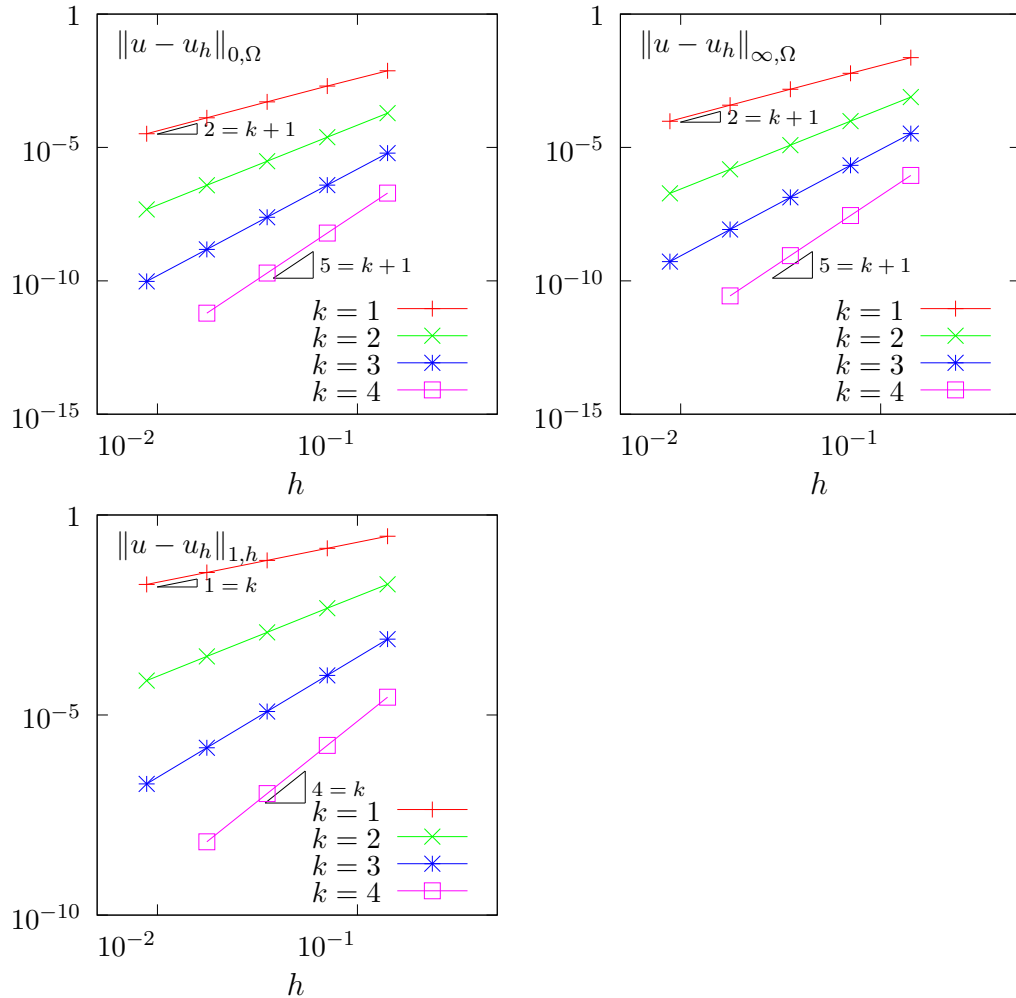 1
‖u − u_h‖_{0,Ω}
2 = k + 1
10^{−5}
10^{−10}
5 = k + 1
k = 1
k = 2
k = 3
k = 4
10^{−15}
10^{−2} 10^{−1}
h
1
‖u − u_h‖_{∞,Ω}
2 = k + 1
10^{−5}
10^{−10}
5 = k + 1
k = 1
k = 2
k = 3
k = 4
10^{−15}
10^{−2} 10^{−1}
h
1
‖u − u_h‖_{1,h}
1 = k
10^{−5}
4 = k
k = 1
k = 2
k = 3
k = 4
10^{−10}
10^{−2} 10^{−1}
h